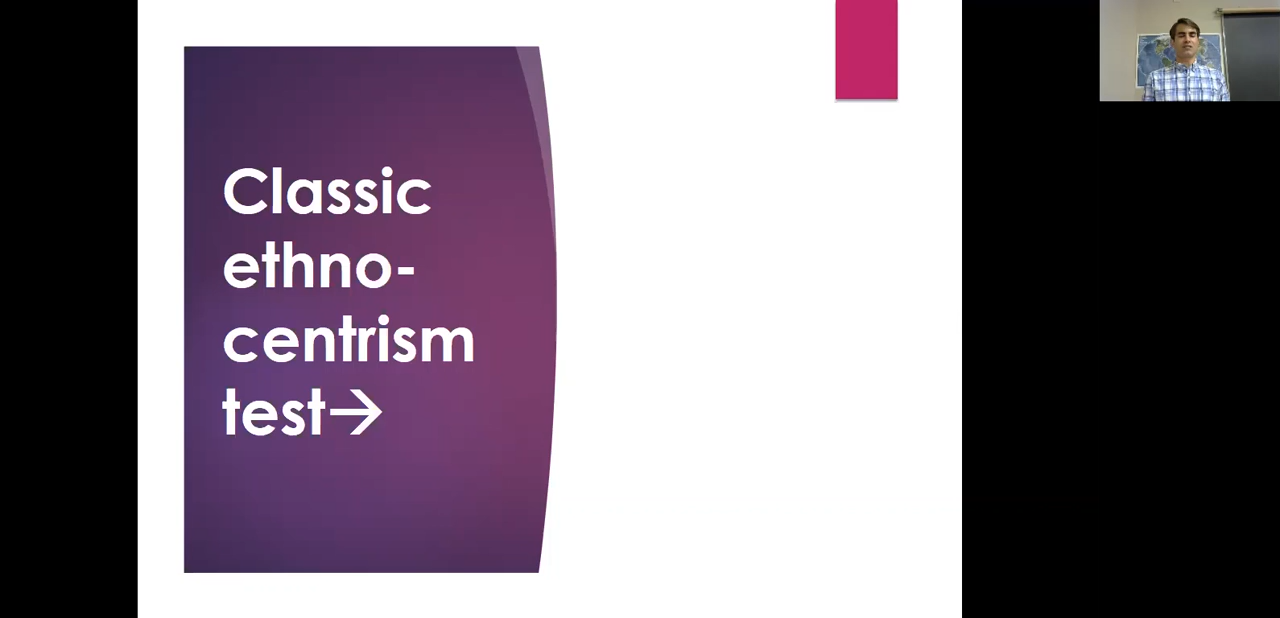 Classic
ethno-
centrism
test→